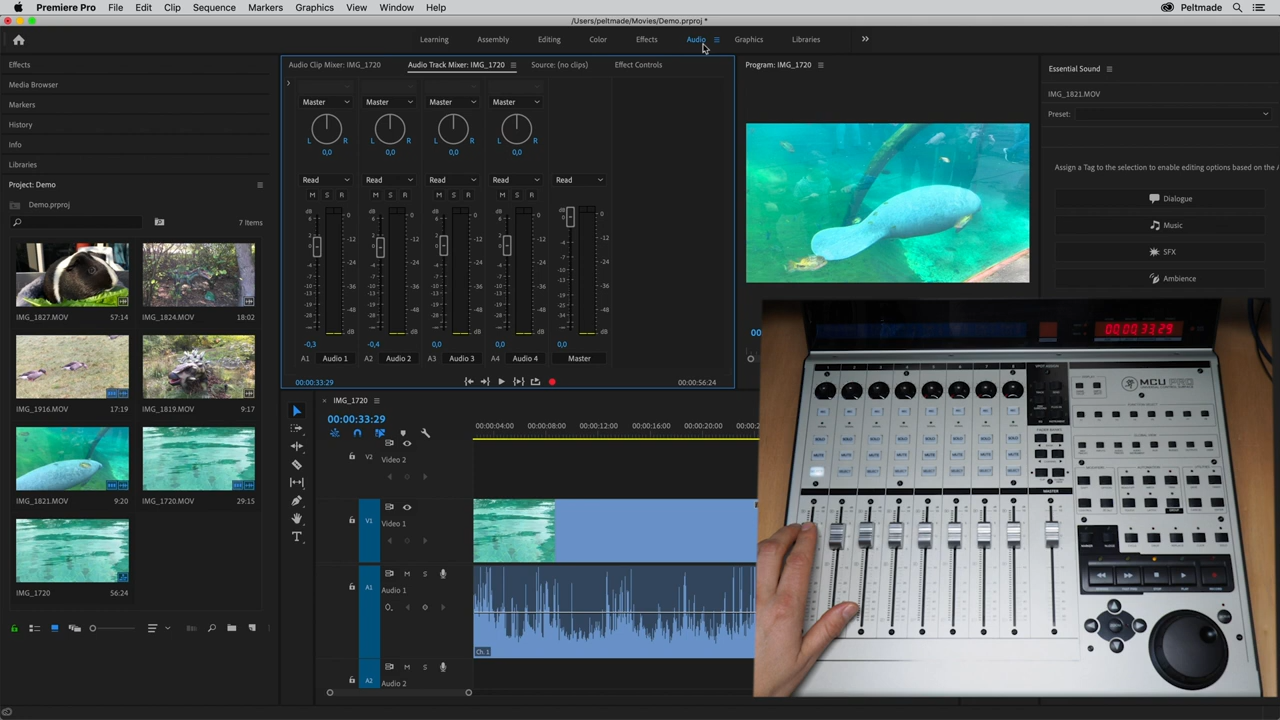 Premiere Pro File Edit Clip Sequence Markers Graphics View Window Help Peltmade
/Users/peltmade/Movies/Demo.prproj *
Learning Assembly Editing Color Effects Audio Graphics Libraries
Effects
Media Browser
Markers
History
Info
Libraries
Project: Demo
Demo.prproj
7 Items
IMG_1827.MOV 57:14
IMG_1824.MOV 18:02
IMG_1916.MOV 17:19
IMG_1819.MOV 9:17
IMG_1821.MOV 9:20
IMG_1720.MOV 29:15
IMG_1720 56:24
Audio Clip Mixer: IMG_1720 Audio Track Mixer: IMG_1720 Source: (no clips) Effect Controls
Master Master Master Master
L R L R L R L R
0,0 0,0 0,0 0,0
Read Read Read Read Read
M S R M S R M S R M S R
-0,3 -0,4 0,0 0,0 0,0
A1 Audio 1 A2 Audio 2 A3 Audio 3 A4 Audio 4 Master
00:00:33:29 00:00:56:24
Program: IMG_1720
Essential Sound
IMG_1821.MOV
Preset:
Assign a Tag to the selection to enable editing options based on the A
Dialogue
Music
SFX
Ambience
IMG_1720
00:00:33:29
00:00:04:00 00:00:08:00 00:00:12:00 00:00:16:00 00:00:20:00
V2 Video 2
V1 Video 1
A1 M S
Audio 1
Ch. 1
M S
A2 Audio 2
00:00:33:29
MCU PRO
MASTER